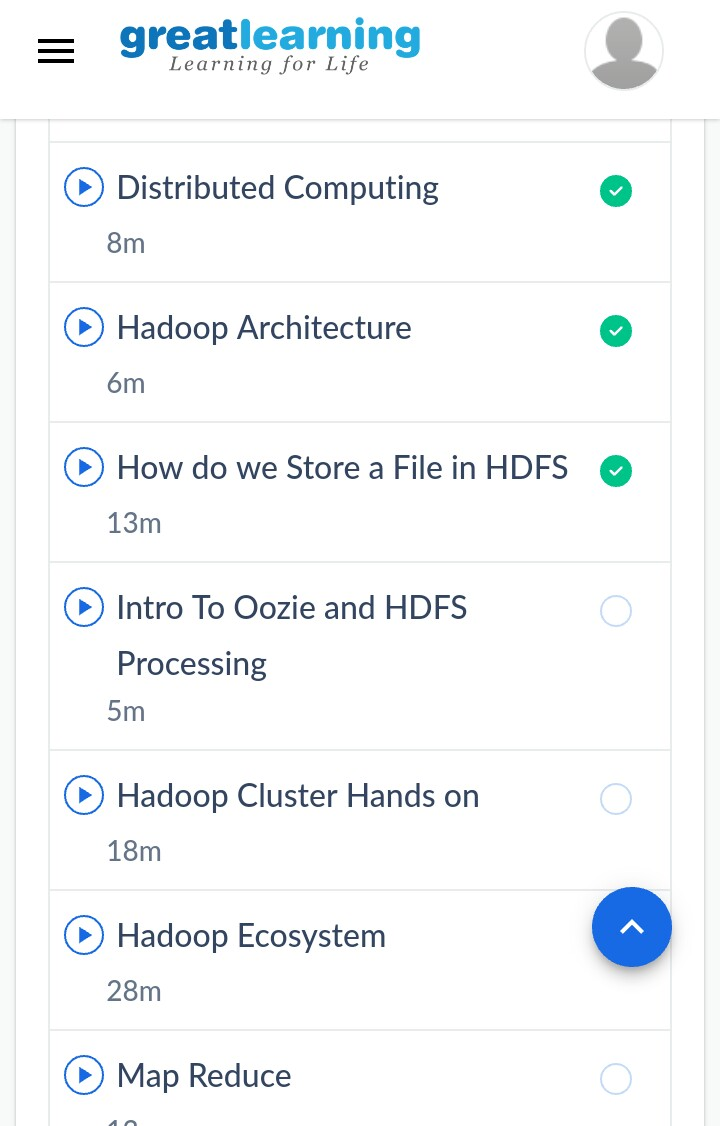 greatlearning
Learning for Life
Distributed Computing
8m
Hadoop Architecture
6m
How do we Store a File in HDFS
13m
Intro To Oozie and HDFS
Processing
5m
Hadoop Cluster Hands on
18m
Hadoop Ecosystem
28m
Map Reduce